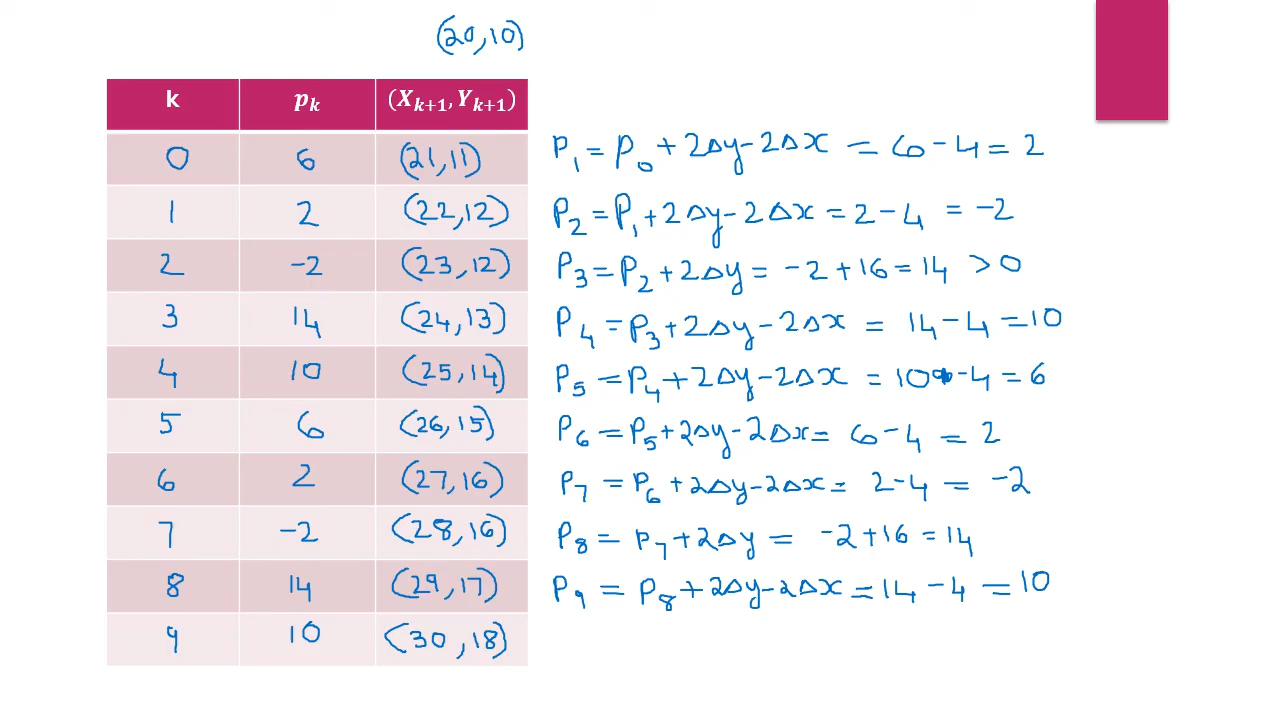 (20,10)
k pₖ (Xₖ₊₁, Yₖ₊₁)
0 6 (21,11) P₁ = P₀ + 2Δy - 2Δx = 6 - 4 = 2
1 2 (22,12) P₂ = P₁ + 2Δy - 2Δx = 2 - 4 = -2
2 -2 (23,12) P₃ = P₂ + 2Δy = -2 + 16 = 14 > 0
3 14 (24,13) P₄ = P₃ + 2Δy - 2Δx = 14 - 4 = 10
4 10 (25,14) P₅ = P₄ + 2Δy - 2Δx = 10 - 4 = 6
5 6 (26,15) P₆ = P₅ + 2Δy - 2Δx = 6 - 4 = 2
6 2 (27,16) P₇ = P₆ + 2Δy - 2Δx = 2 - 4 = -2
7 -2 (28,16) P₈ = P₇ + 2Δy = -2 + 16 = 14
8 14 (29,17) P₉ = P₈ + 2Δy - 2Δx = 14 - 4 = 10
9 10 (30,18)